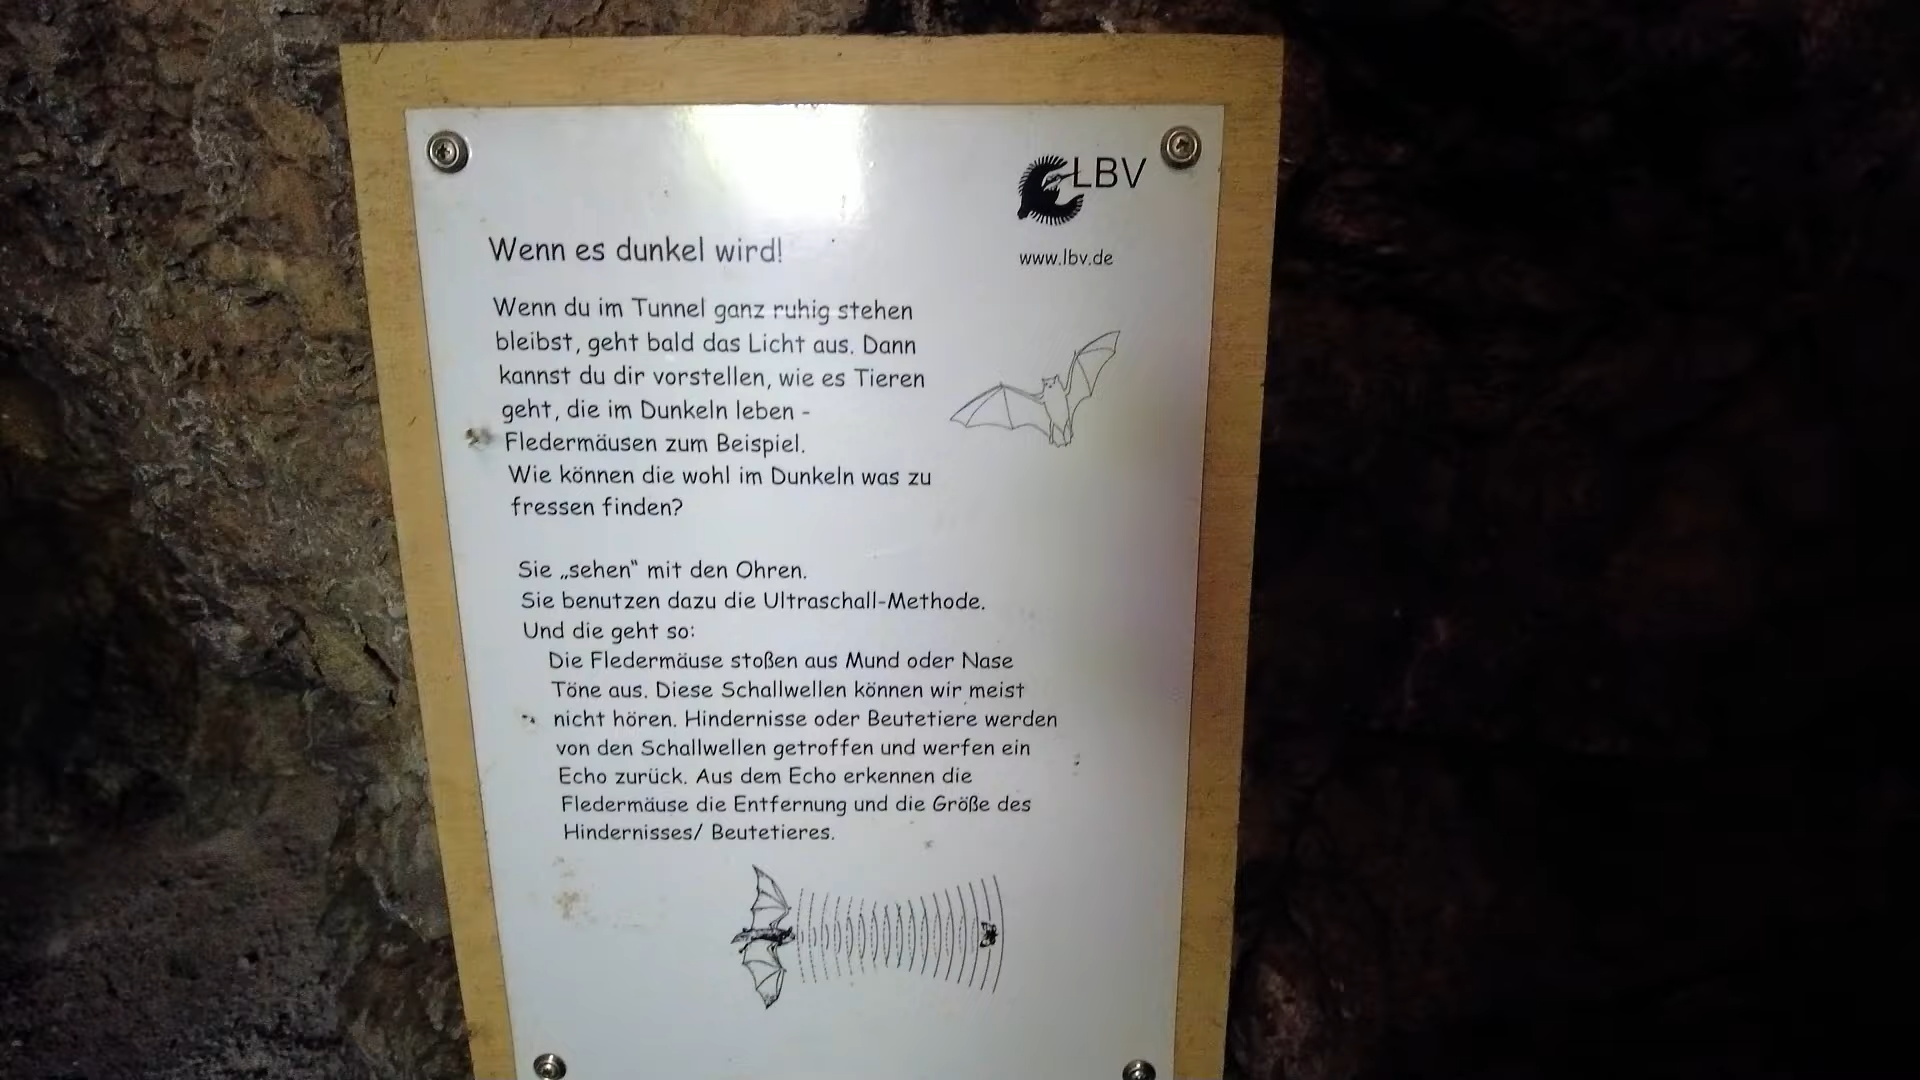 LBV
www.lbv.de
Wenn es dunkel wird!
Wenn du im Tunnel ganz ruhig stehen
bleibst, geht bald das Licht aus. Dann
kannst du dir vorstellen, wie es Tieren
geht, die im Dunkeln leben -
Fledermäusen zum Beispiel.
Wie können die wohl im Dunkeln was zu
fressen finden?
Sie „sehen“ mit den Ohren.
Sie benutzen dazu die Ultraschall-Methode.
Und die geht so:
Die Fledermäuse stoßen aus Mund oder Nase
Töne aus. Diese Schallwellen können wir meist
nicht hören. Hindernisse oder Beutetiere werden
von den Schallwellen getroffen und werfen ein
Echo zurück. Aus dem Echo erkennen die
Fledermäuse die Entfernung und die Größe des
Hindernisses/ Beutetieres.